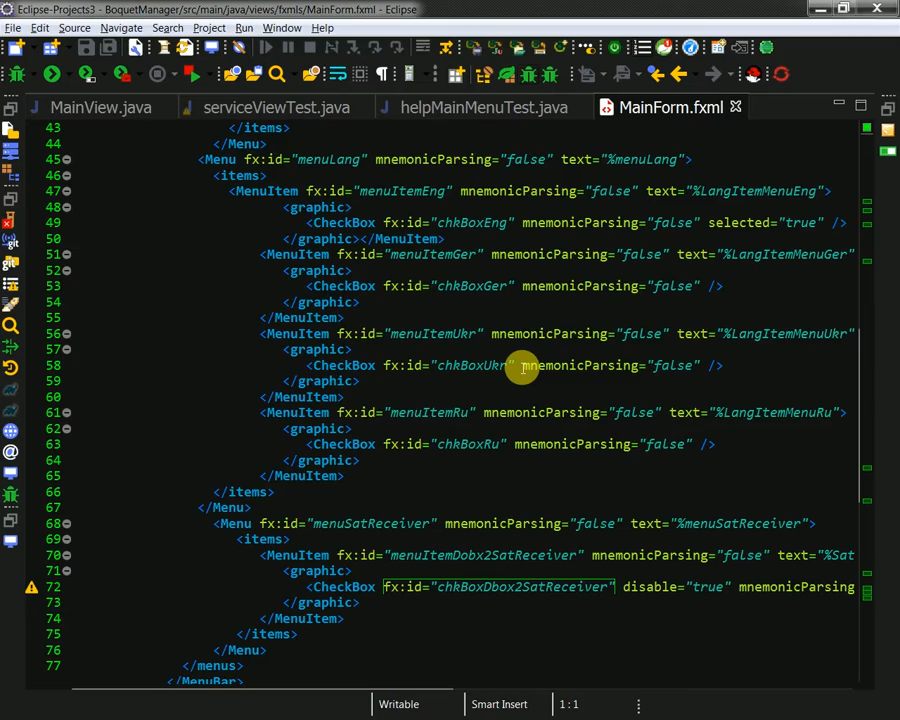 Eclipse-Projects3 - BoquetManager/src/main/java/views/fxmls/MainForm.fxml - Eclipse
File Edit Source Navigate Search Project Run Window Help
MainView.java serviceViewTest.java helpMainMenuTest.java MainForm.fxml
43 </items>
44 </Menu>
45 <Menu fx:id="menuLang" mnemonicParsing="false" text="%menuLang">
46 <items>
47 <MenuItem fx:id="menuItemEng" mnemonicParsing="false" text="%LangItemMenuEng">
48 <graphic>
49 <CheckBox fx:id="chkBoxEng" mnemonicParsing="false" selected="true" />
50 </graphic></MenuItem>
51 <MenuItem fx:id="menuItemGer" mnemonicParsing="false" text="%LangItemMenuGer"
52 <graphic>
53 <CheckBox fx:id="chkBoxGer" mnemonicParsing="false" />
54 </graphic>
55 </MenuItem>
56 <MenuItem fx:id="menuItemUkr" mnemonicParsing="false" text="%LangItemMenuUkr"
57 <graphic>
58 <CheckBox fx:id="chkBoxUkr" mnemonicParsing="false" />
59 </graphic>
60 </MenuItem>
61 <MenuItem fx:id="menuItemRu" mnemonicParsing="false" text="%LangItemMenuRu">
62 <graphic>
63 <CheckBox fx:id="chkBoxRu" mnemonicParsing="false" />
64 </graphic>
65 </MenuItem>
66 </items>
67 </Menu>
68 <Menu fx:id="menuSatReceiver" mnemonicParsing="false" text="%menuSatReceiver">
69 <items>
70 <MenuItem fx:id="menuItemDobx2SatReceiver" mnemonicParsing="false" text="%Sat
71 <graphic>
72 <CheckBox fx:id="chkBoxDbox2SatReceiver" disable="true" mnemonicParsing
73 </graphic>
74 </MenuItem>
75 </items>
76 </Menu>
77 </menus>
</MenuBar>
Writable Smart Insert 1 : 1